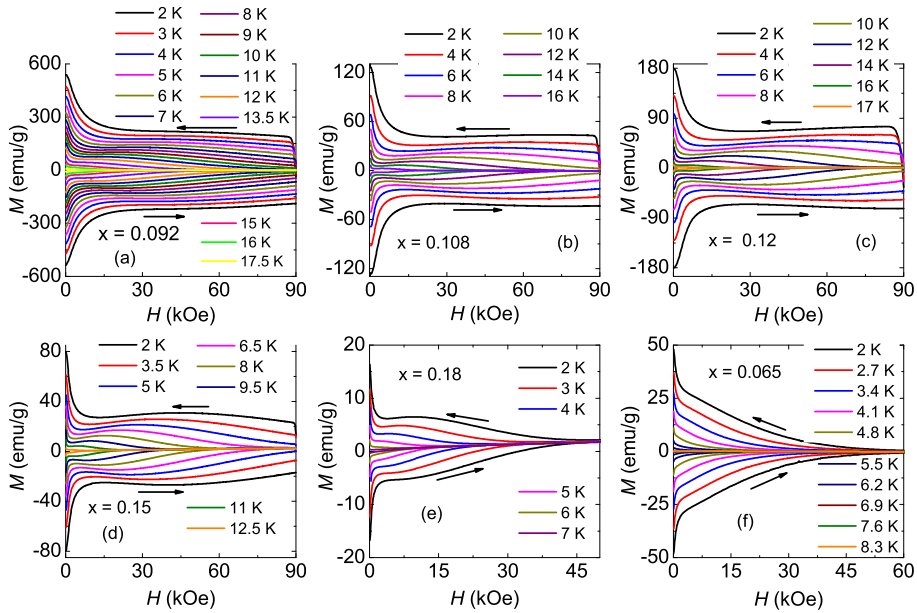 2 K
3 K
4 K
5 K
6 K
7 K
8 K
9 K
10 K
11 K
12 K
13.5 K
15 K
16 K
17.5 K
x = 0.092
(a)
600
300
0
-300
-600
M (emu/g)
0 30 60 90
H (kOe)
2 K
4 K
6 K
8 K
10 K
12 K
14 K
16 K
x = 0.108
(b)
120
60
0
-60
-120
M (emu/g)
0 30 60 90
H (kOe)
2 K
4 K
6 K
8 K
10 K
12 K
14 K
16 K
17 K
x = 0.12
(c)
180
90
0
-90
-180
M (emu/g)
0 30 60 90
H (kOe)
2 K
3.5 K
5 K
6.5 K
8 K
9.5 K
11 K
12.5 K
x = 0.15
(d)
80
40
0
-40
-80
M (emu/g)
0 30 60 90
H (kOe)
x = 0.18
2 K
3 K
4 K
5 K
6 K
7 K
(e)
20
10
0
-10
-20
M (emu/g)
0 15 30 45
H (kOe)
x = 0.065
2 K
2.7 K
3.4 K
4.1 K
4.8 K
5.5 K
6.2 K
6.9 K
7.6 K
8.3 K
(f)
50
25
0
-25
-50
M (emu/g)
0 15 30 45 60
H (kOe)